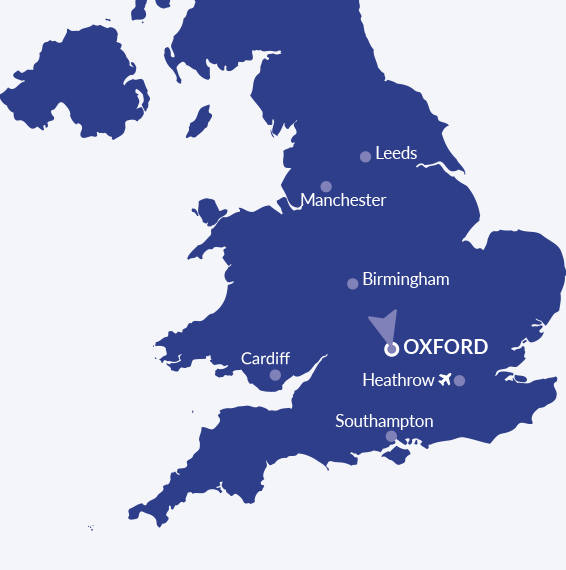 Leeds
Manchester
Birmingham
OXFORD
Cardiff
Heathrow
Southampton